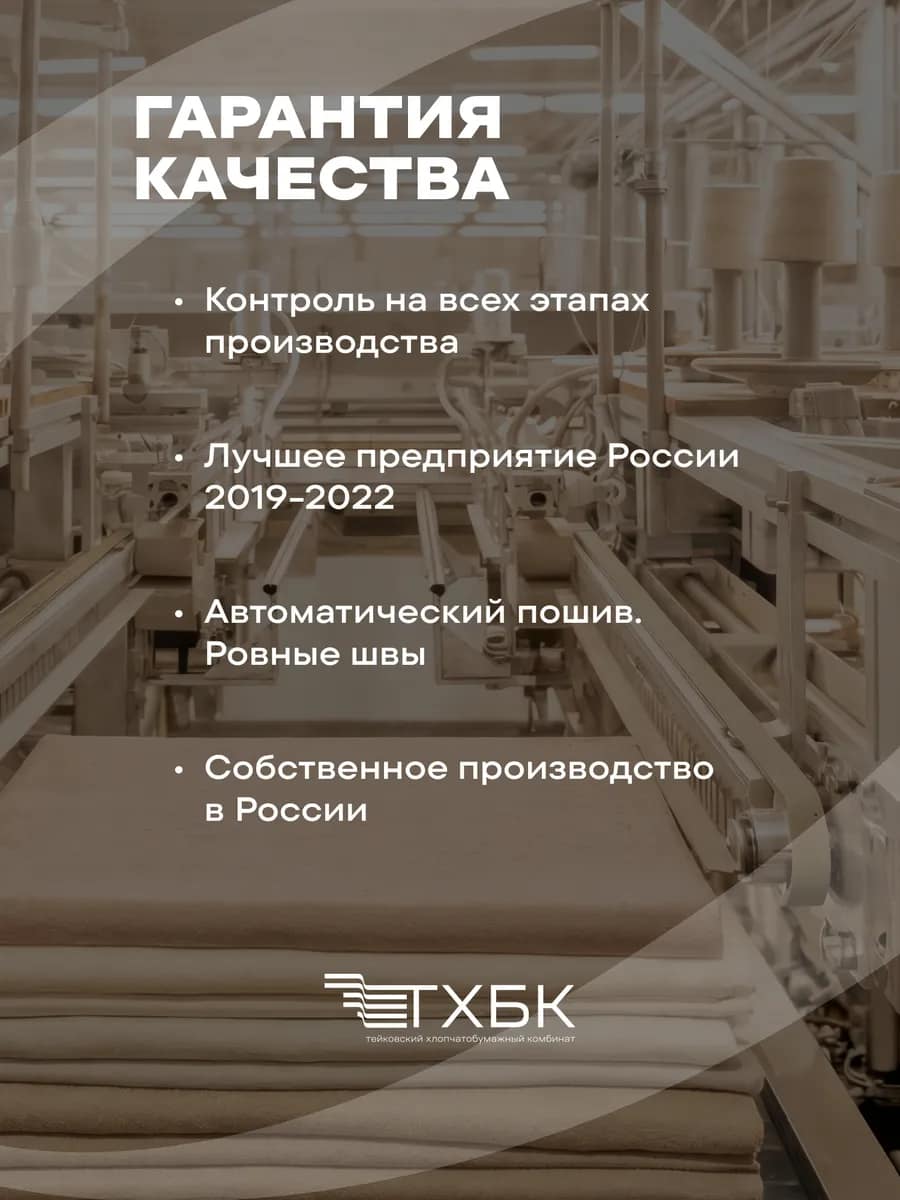 ГАРАНТИЯ
КАЧЕСТВА
• Контроль на всех этапах
производства
• Лучшее предприятие России
2019–2022
• Автоматический пошив.
Ровные швы
• Собственное производство
в России
ТХБК
тейковский хлопчатобумажный комбинат